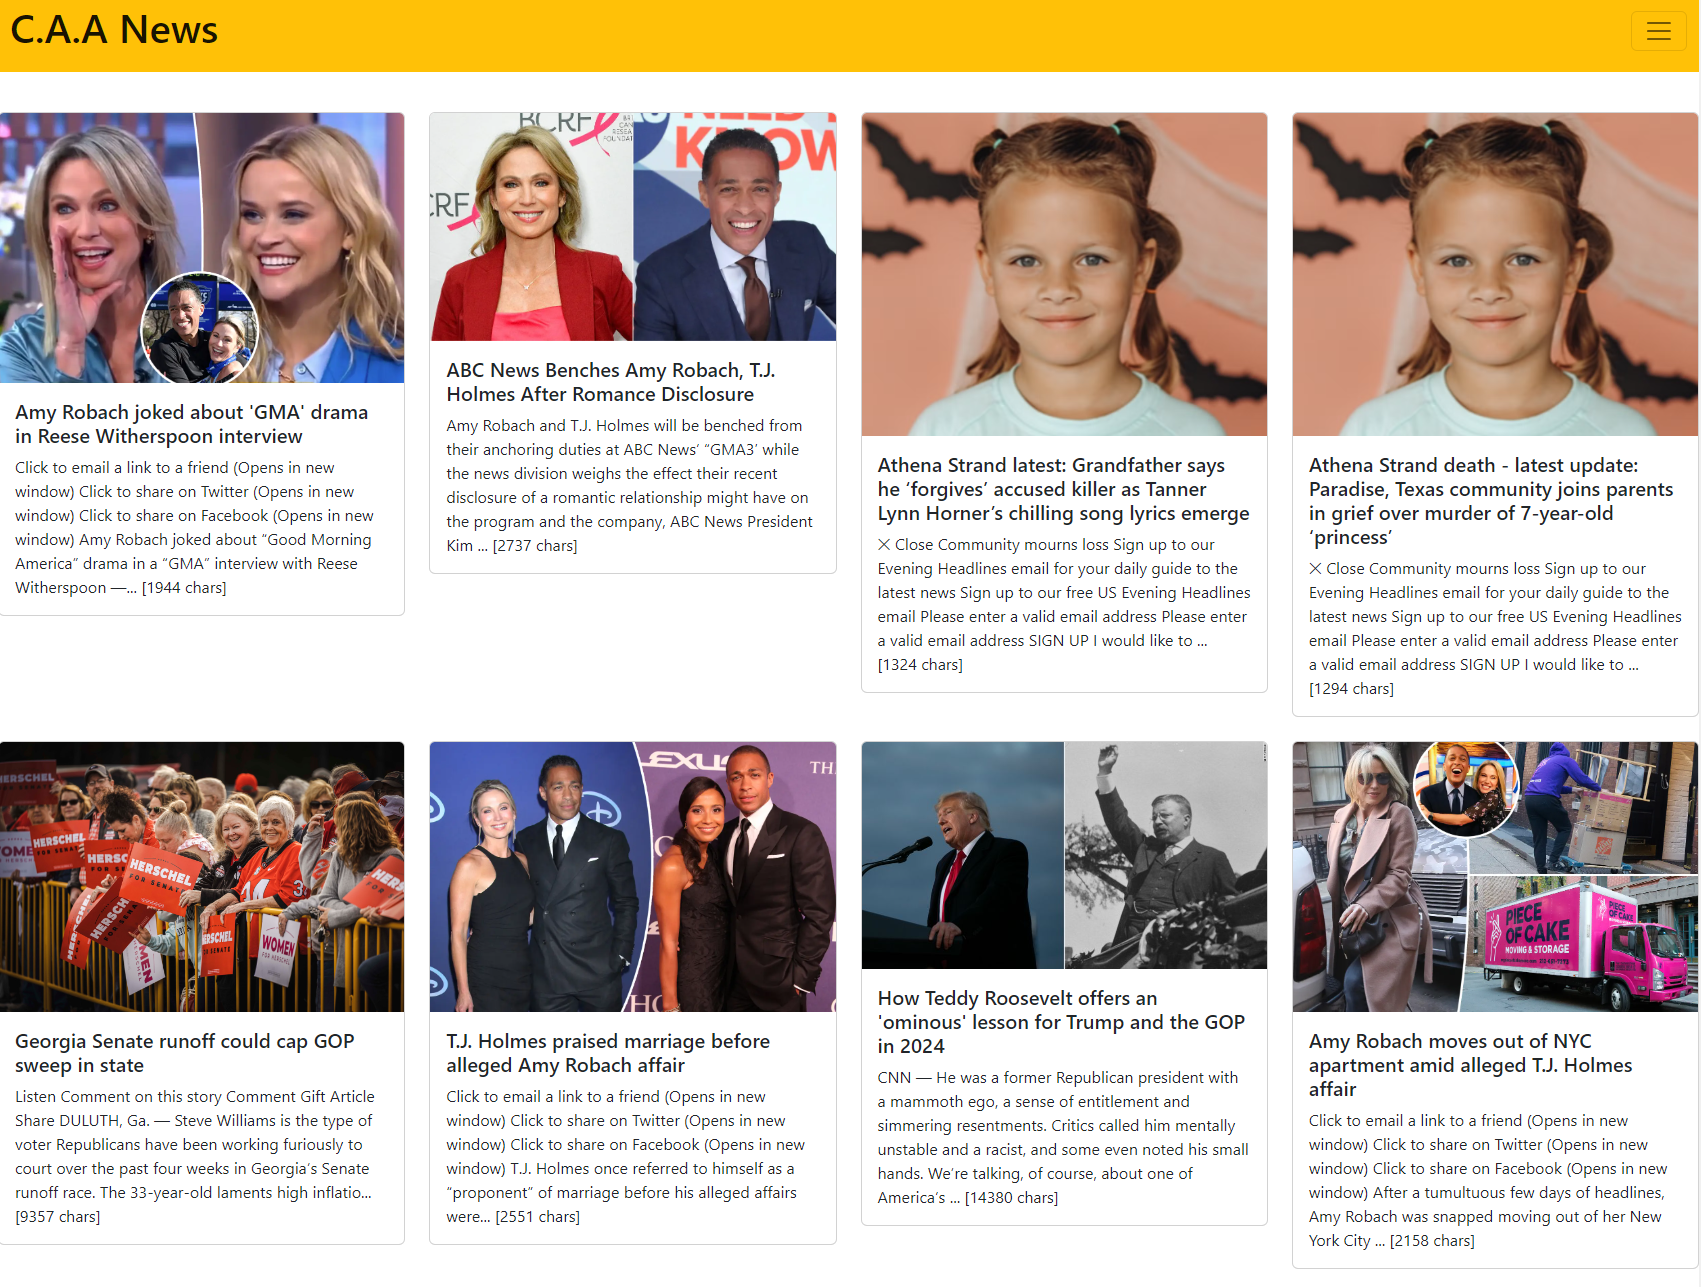 C.A.A News
BCRF
NEED
KNOW
CRF
Amy Robach joked about 'GMA' drama
in Reese Witherspoon interview
Click to email a link to a friend (Opens in new
window) Click to share on Twitter (Opens in new
window) Click to share on Facebook (Opens in new
window) Amy Robach joked about “Good Morning
America” drama in a “GMA” interview with Reese
Witherspoon —... [1944 chars]
ABC News Benches Amy Robach, T.J.
Holmes After Romance Disclosure
Amy Robach and T.J. Holmes will be benched from
their anchoring duties at ABC News’ “GMA3’ while
the news division weighs the effect their recent
disclosure of a romantic relationship might have on
the program and the company, ABC News President
Kim ... [2737 chars]
Athena Strand latest: Grandfather says
he ‘forgives’ accused killer as Tanner
Lynn Horner’s chilling song lyrics emerge
✕ Close Community mourns loss Sign up to our
Evening Headlines email for your daily guide to the
latest news Sign up to our free US Evening Headlines
email Please enter a valid email address Please enter
a valid email address SIGN UP I would like to ...
[1324 chars]
Athena Strand death - latest update:
Paradise, Texas community joins parents
in grief over murder of 7-year-old
‘princess’
✕ Close Community mourns loss Sign up to our
Evening Headlines email for your daily guide to the
latest news Sign up to our free US Evening Headlines
email Please enter a valid email address Please enter
a valid email address SIGN UP I would like to ...
[1294 chars]
HERSCHEL
HERSCHEL
FOR SENATE
HERSCHEL
HERSCHEL
WOMEN
FOR HERSCHEL
EXUS
TH
PIECE
OF CAKE
MOVING & STORAGE
PIECE
OF CAKE
Georgia Senate runoff could cap GOP
sweep in state
Listen Comment on this story Comment Gift Article
Share DULUTH, Ga. — Steve Williams is the type of
voter Republicans have been working furiously to
court over the past four weeks in Georgia’s Senate
runoff race. The 33-year-old laments high inflatio...
[9357 chars]
T.J. Holmes praised marriage before
alleged Amy Robach affair
Click to email a link to a friend (Opens in new
window) Click to share on Twitter (Opens in new
window) Click to share on Facebook (Opens in new
window) T.J. Holmes once referred to himself as a
“proponent” of marriage before his alleged affairs
were... [2551 chars]
How Teddy Roosevelt offers an
'ominous' lesson for Trump and the GOP
in 2024
CNN — He was a former Republican president with
a mammoth ego, a sense of entitlement and
simmering resentments. Critics called him mentally
unstable and a racist, and some even noted his small
hands. We’re talking, of course, about one of
America’s ... [14380 chars]
Amy Robach moves out of NYC
apartment amid alleged T.J. Holmes
affair
Click to email a link to a friend (Opens in new
window) Click to share on Twitter (Opens in new
window) Click to share on Facebook (Opens in new
window) After a tumultuous few days of headlines,
Amy Robach was snapped moving out of her New
York City ... [2158 chars]